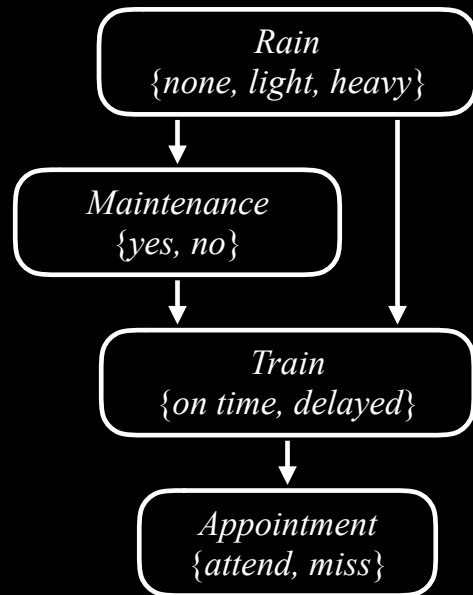 Rain
{none, light, heavy}
Maintenance
{yes, no}
Train
{on time, delayed}
Appointment
{attend, miss}